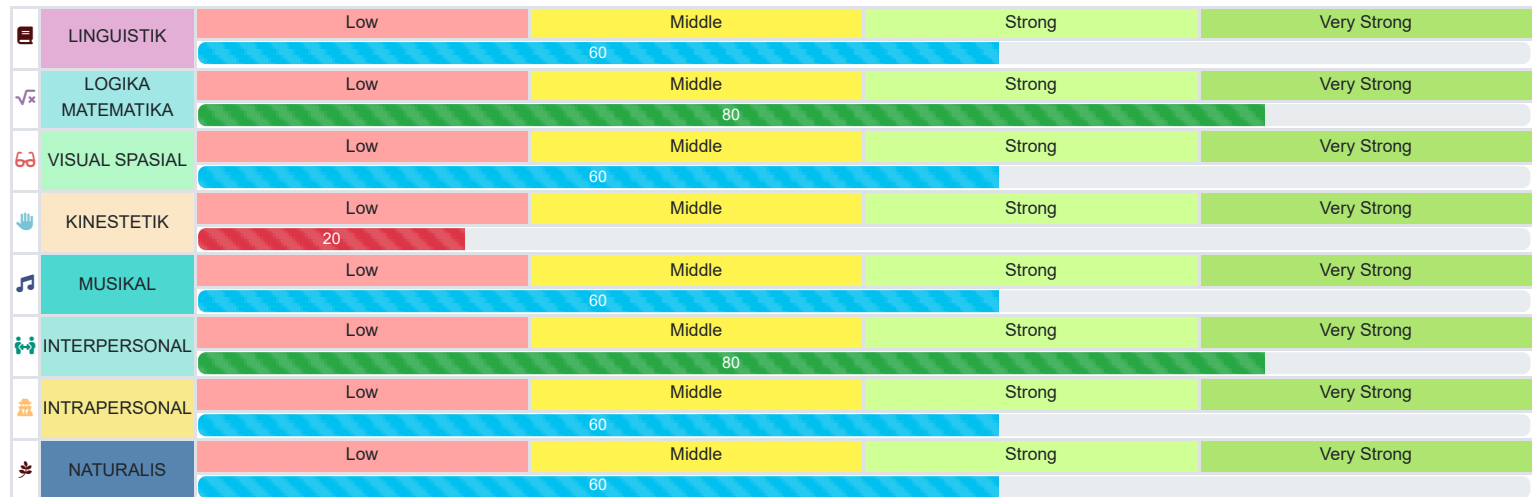 LINGUISTIK
Low Middle Strong Very Strong
60
LOGIKA
MATEMATIKA
Low Middle Strong Very Strong
80
VISUAL SPASIAL
Low Middle Strong Very Strong
60
KINESTETIK
Low Middle Strong Very Strong
20
MUSIKAL
Low Middle Strong Very Strong
60
INTERPERSONAL
Low Middle Strong Very Strong
80
INTRAPERSONAL
Low Middle Strong Very Strong
60
NATURALIS
Low Middle Strong Very Strong
60